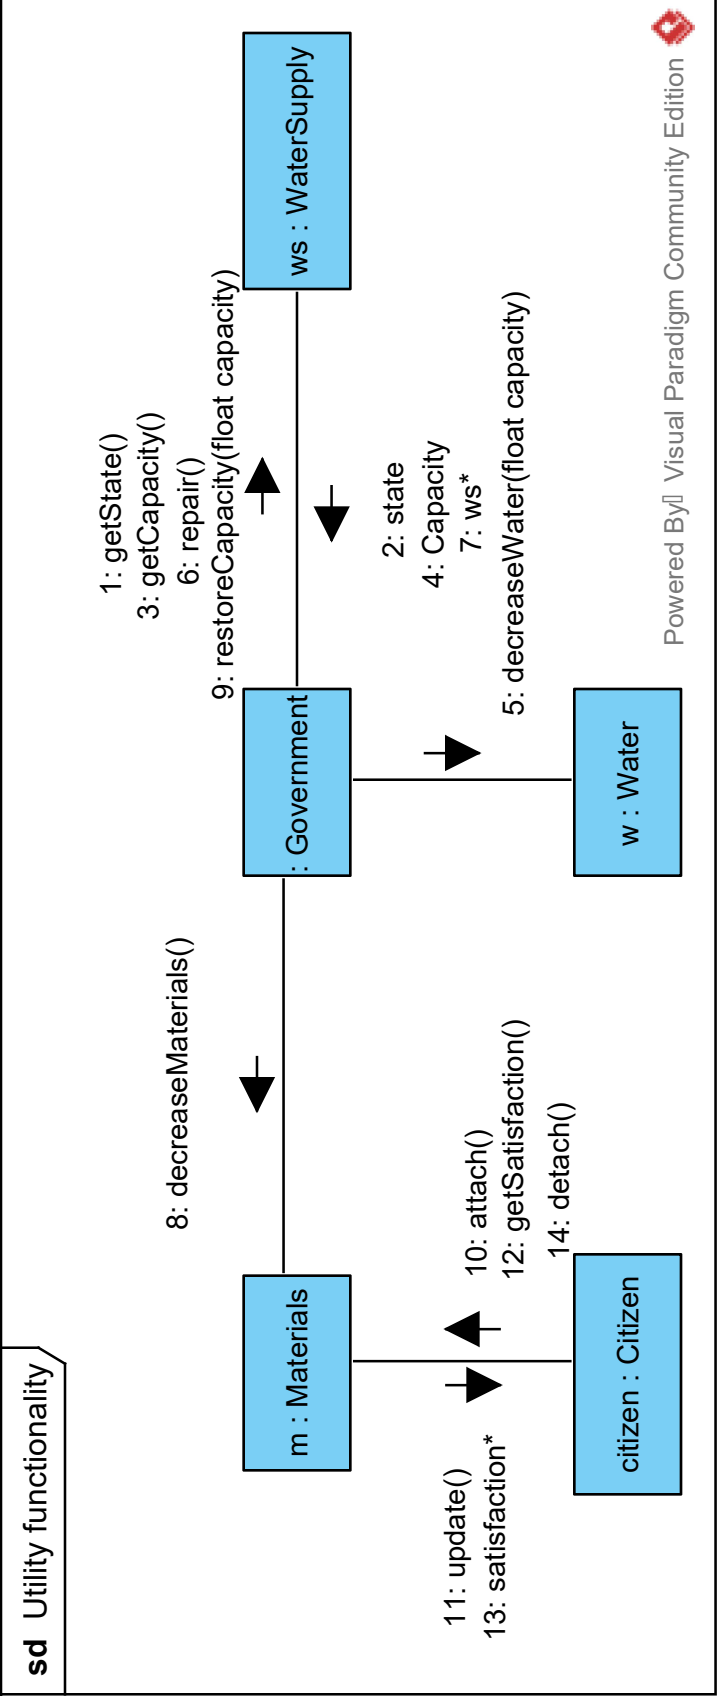 sd Utility functionality
1: getState()
3: getCapacity()
6: repair()
9: restoreCapacity(float capacity)
8: decreaseMaterials()
m : Materials
: Government
ws : WaterSupply
2: state
4: Capacity
7: ws*
5: decreaseWater(float capacity)
11: update()
13: satisfaction*
10: attach()
12: getSatisfaction()
14: detach()
citizen : Citizen
w : Water
Powered By Visual Paradigm Community Edition